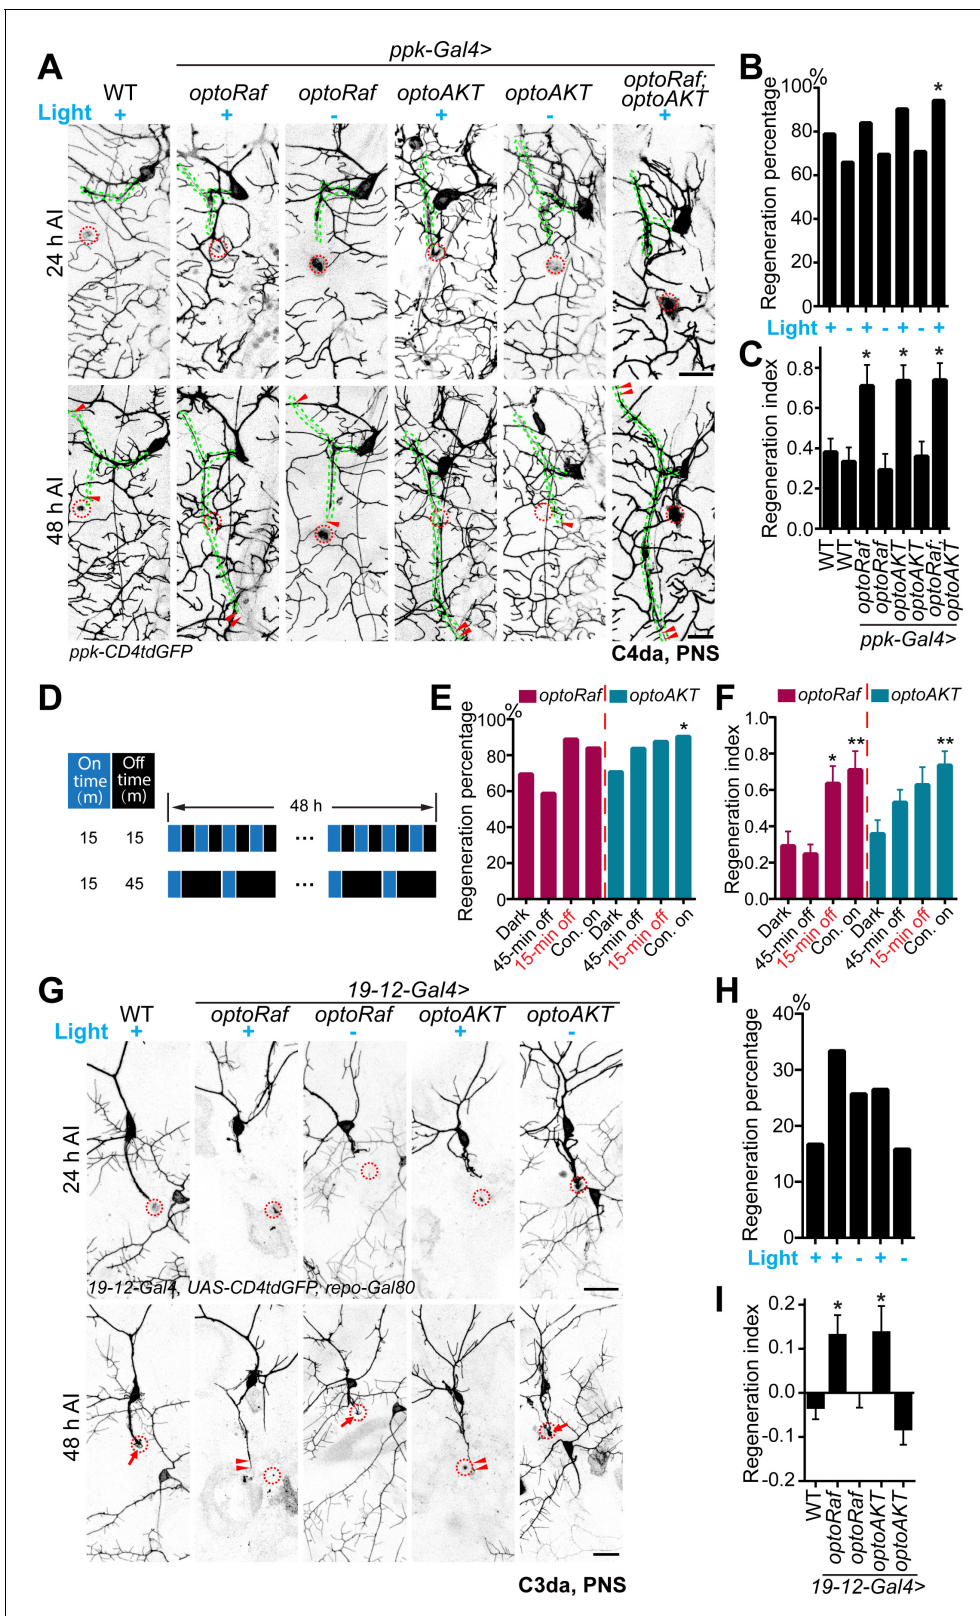 A
ppk-Gal4>
WT optoRaf optoRaf optoAKT optoAKT optoRaf; optoAKT
Light + + - + - +
24 h AI
48 h AI
ppk-CD4tdGFP
C4da, PNS
B
%
Regeneration percentage
100
80
60
40
20
0
*
Light + - + - + - +
C
Regeneration index
0.8
0.6
0.4
0.2
0.0
* * *
WT WT optoRaf optoRaf optoAKT optoAKT optoRaf; optoAKT
ppk-Gal4>
D
On time (m)
Off time (m)
48 h
15 15 ...
15 45 ...
E
optoRaf optoAKT
%
Regeneration percentage
100
80
60
40
20
0
*
Dark 45-min off 15-min off Con. on Dark 45-min off 15-min off Con. on
F
optoRaf optoAKT
Regeneration index
1.0
0.8
0.6
0.4
0.2
0.0
* ** **
Dark 45-min off 15-min off Con. on Dark 45-min off 15-min off Con. on
G
19-12-Gal4>
WT optoRaf optoRaf optoAKT optoAKT
Light + + - + -
24 h AI
19-12-Gal4, UAS-CD4tdGFP, repo-Gal80
48 h AI
C3da, PNS
H
%
Regeneration percentage
40
30
20
10
0
Light + + - + -
I
Regeneration index
0.2
0.1
0.0
-0.1
-0.2
* *
WT optoRaf optoRaf optoAKT optoAKT
19-12-Gal4>